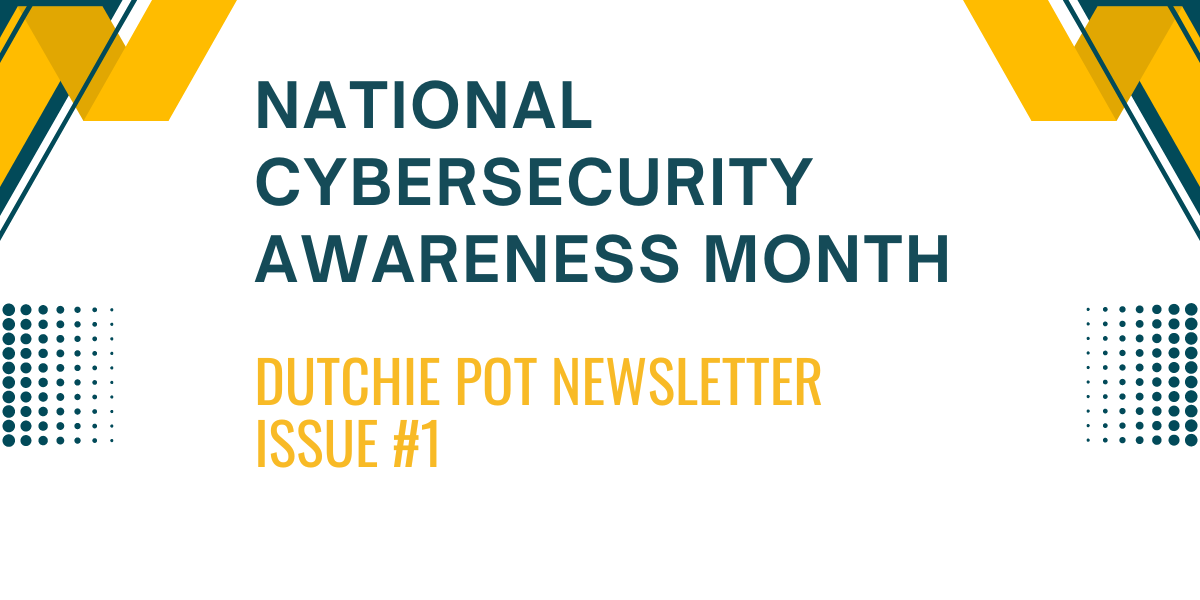 NATIONAL
CYBERSECURITY
AWARENESS MONTH
DUTCHIE POT NEWSLETTER
ISSUE #1